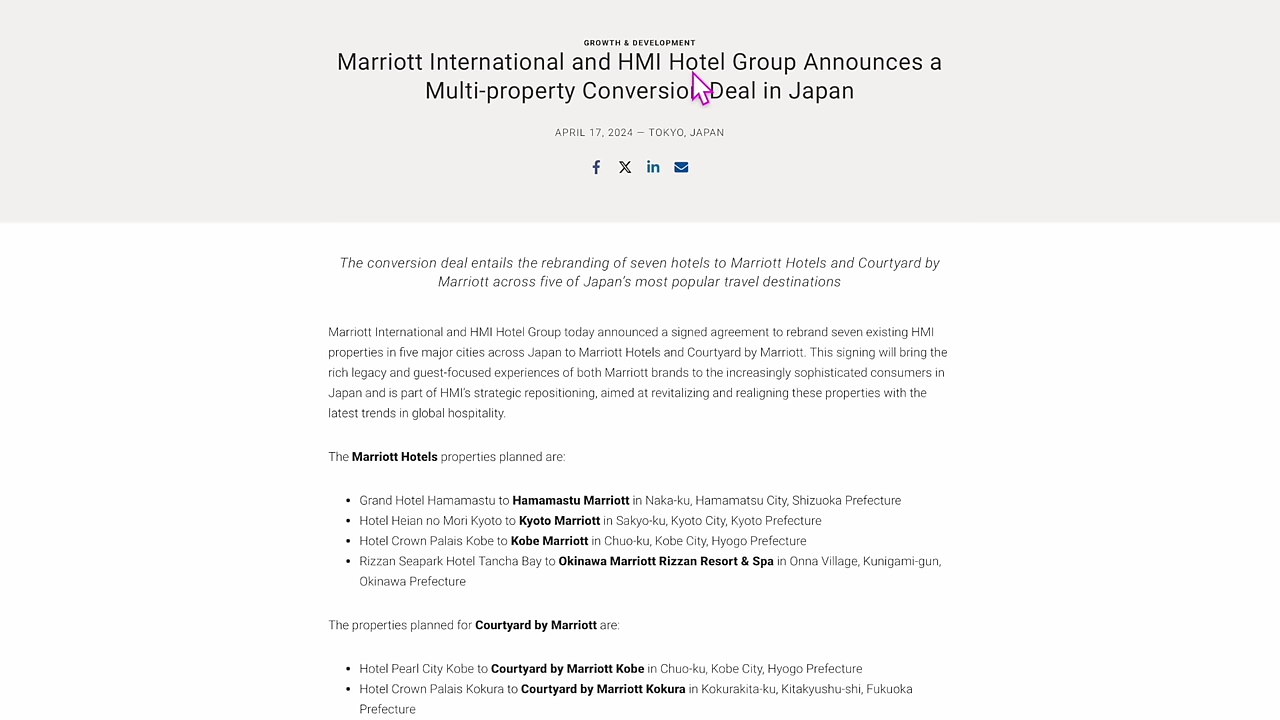 GROWTH & DEVELOPMENT
Marriott International and HMI Hotel Group Announces a
Multi-property Conversion Deal in Japan
APRIL 17, 2024 — TOKYO, JAPAN
The conversion deal entails the rebranding of seven hotels to Marriott Hotels and Courtyard by
Marriott across five of Japan's most popular travel destinations
Marriott International and HMI Hotel Group today announced a signed agreement to rebrand seven existing HMI
properties in five major cities across Japan to Marriott Hotels and Courtyard by Marriott. This signing will bring the
rich legacy and guest-focused experiences of both Marriott brands to the increasingly sophisticated consumers in
Japan and is part of HMI's strategic repositioning, aimed at revitalizing and realigning these properties with the
latest trends in global hospitality.
The Marriott Hotels properties planned are:
• Grand Hotel Hamamastu to Hamamastu Marriott in Naka-ku, Hamamatsu City, Shizuoka Prefecture
• Hotel Heian no Mori Kyoto to Kyoto Marriott in Sakyo-ku, Kyoto City, Kyoto Prefecture
• Hotel Crown Palais Kobe to Kobe Marriott in Chuo-ku, Kobe City, Hyogo Prefecture
• Rizzan Seapark Hotel Tancha Bay to Okinawa Marriott Rizzan Resort & Spa in Onna Village, Kunigami-gun,
Okinawa Prefecture
The properties planned for Courtyard by Marriott are:
• Hotel Pearl City Kobe to Courtyard by Marriott Kobe in Chuo-ku, Kobe City, Hyogo Prefecture
• Hotel Crown Palais Kokura to Courtyard by Marriott Kokura in Kokurakita-ku, Kitakyushu-shi, Fukuoka
Prefecture